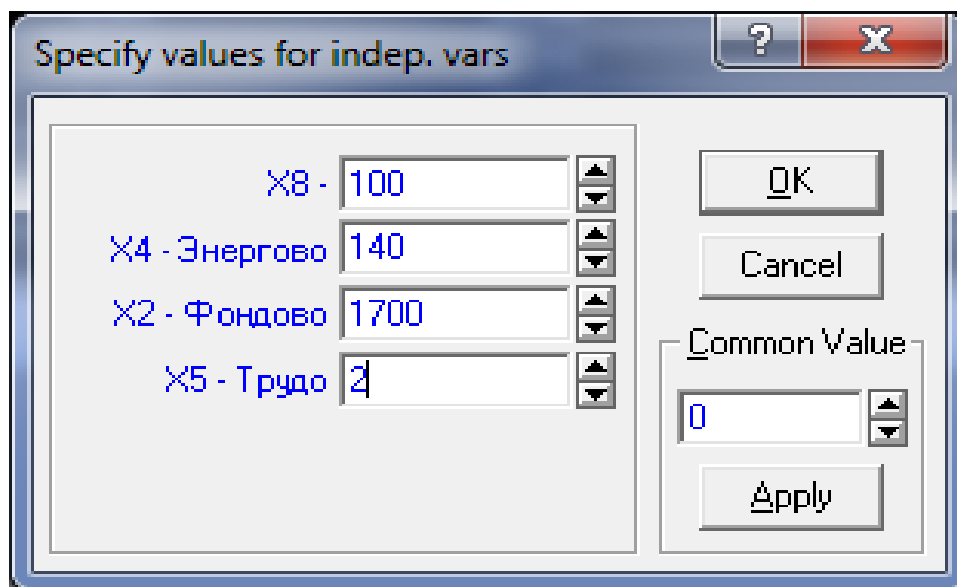 Specify values for indep. vars
X8 - 100
X4 - Энергово 140
X2 - Фондово 1700
X5 - Трудо 2
OK
Cancel
Common Value
0
Apply